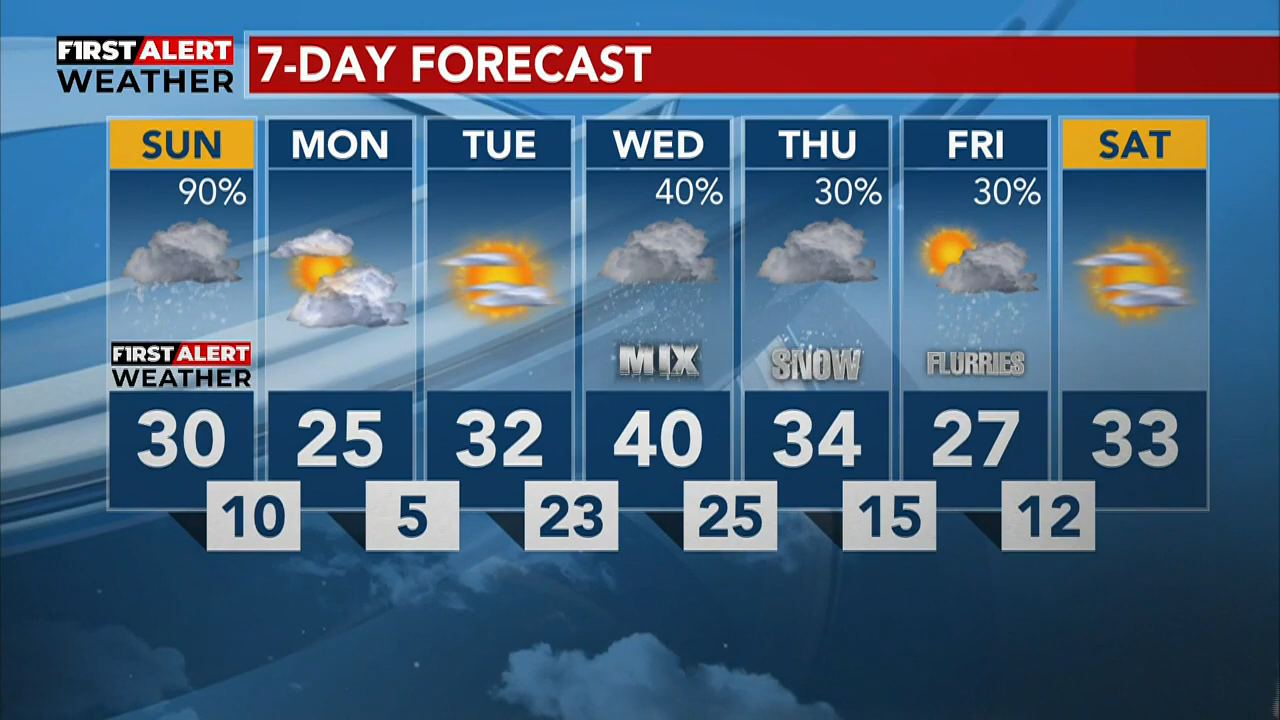 FIRST ALERT
WEATHER
7-DAY FORECAST
SUN MON TUE WED THU FRI SAT
90% 40% 30% 30%
FIRST ALERT
WEATHER
MIX SNOW FLURRIES
30 25 32 40 34 27 33
10 5 23 25 15 12